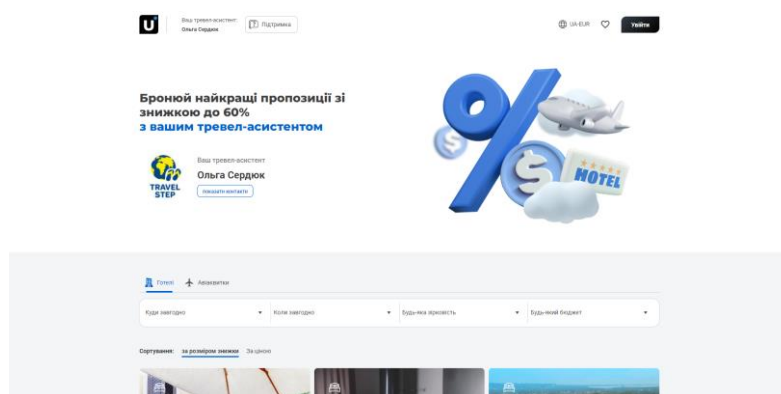 U
Ваш тревел-асистент:
Ольга Сердюк
Підтримка
UA-EUR
Увійти
Бронюй найкращі пропозиції зі
знижкою до 60%
з вашим тревел-асистентом
TRAVEL
STEP
Ваш тревел-асистент
Ольга Сердюк
показати контакти
HOTEL
Готелі
Авіаквитки
Куди завгодно
Коли завгодно
Будь-яка зірковість
Будь-який бюджет
Сортування: за розміром знижки За ціною